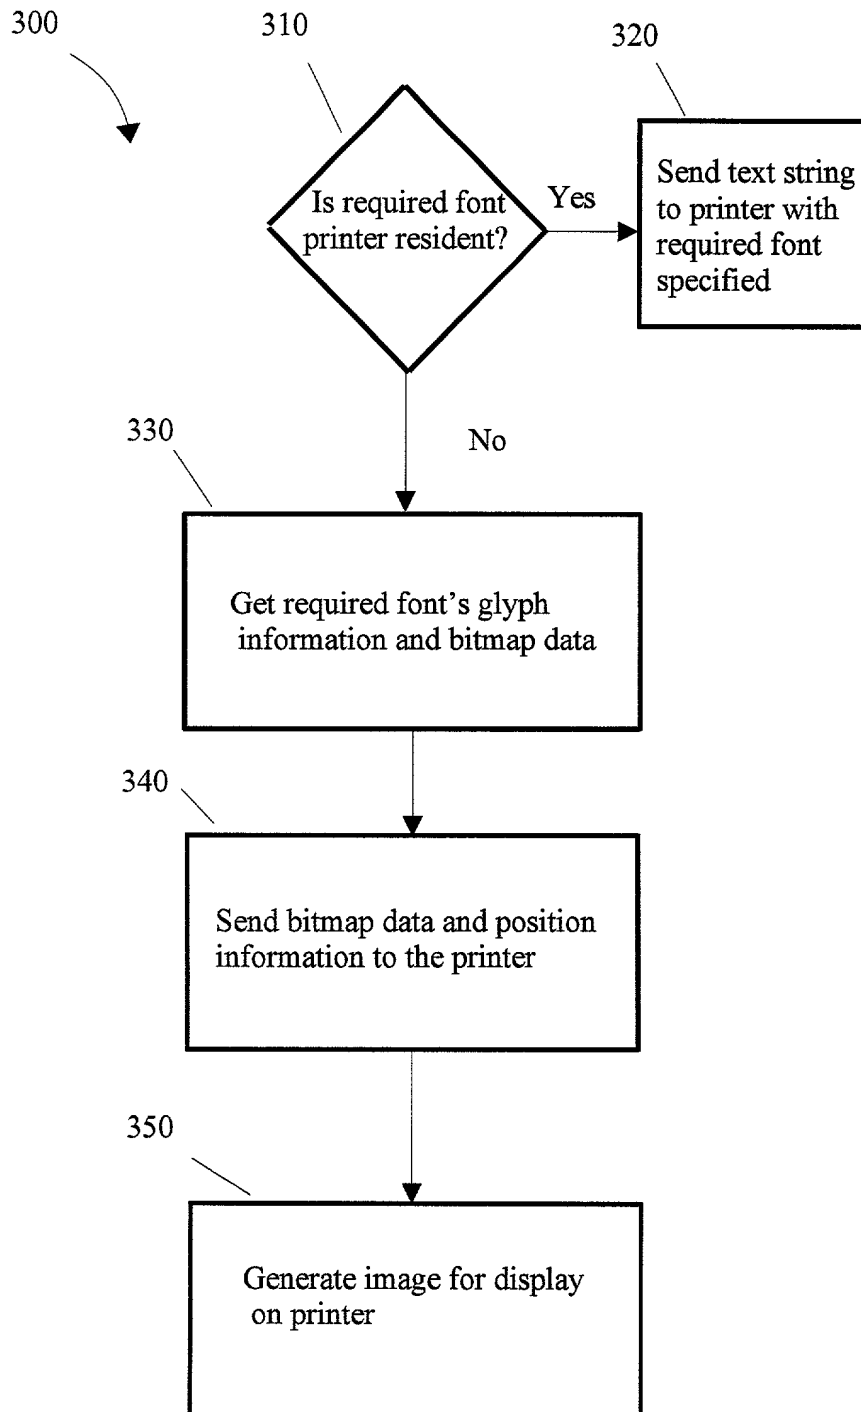 300
310
320
Is required font
printer resident?
Yes
Send text string
to printer with
required font
specified
330
No
Get required font’s glyph
information and bitmap data
340
Send bitmap data and position
information to the printer
350
Generate image for display
on printer